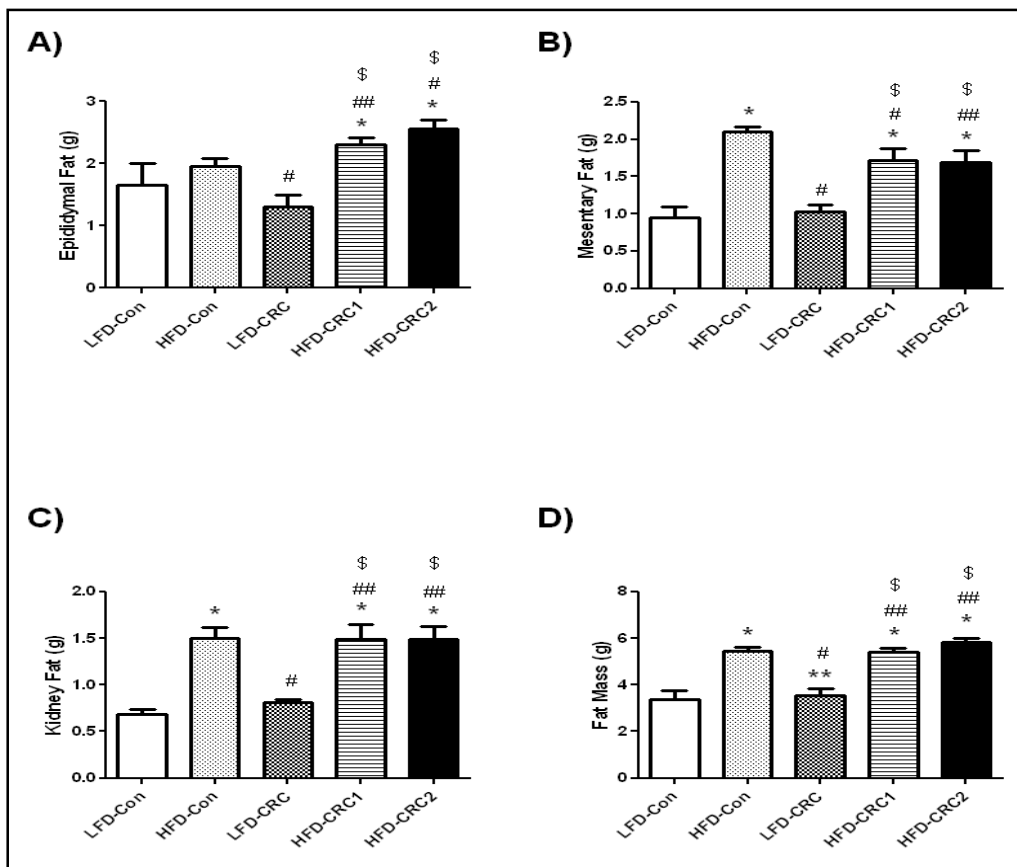 A)
$
$
##
#
*
*
#
3
2
1
0
Epididymal Fat (g)
LFD-Con
HFD-Con
LFD-CRC
HFD-CRC1
HFD-CRC2
B)
$
$
*
#
##
*
*
#
2.5
2.0
1.5
1.0
0.5
0.0
Mesentary Fat (g)
LFD-Con
HFD-Con
LFD-CRC
HFD-CRC1
HFD-CRC2
C)
$
$
*
##
##
*
*
#
2.0
1.5
1.0
0.5
0.0
Kidney Fat (g)
LFD-Con
HFD-Con
LFD-CRC
HFD-CRC1
HFD-CRC2
D)
$
$
##
##
*
*
*
#
**
8
6
4
2
0
Fat Mass (g)
LFD-Con
HFD-Con
LFD-CRC
HFD-CRC1
HFD-CRC2